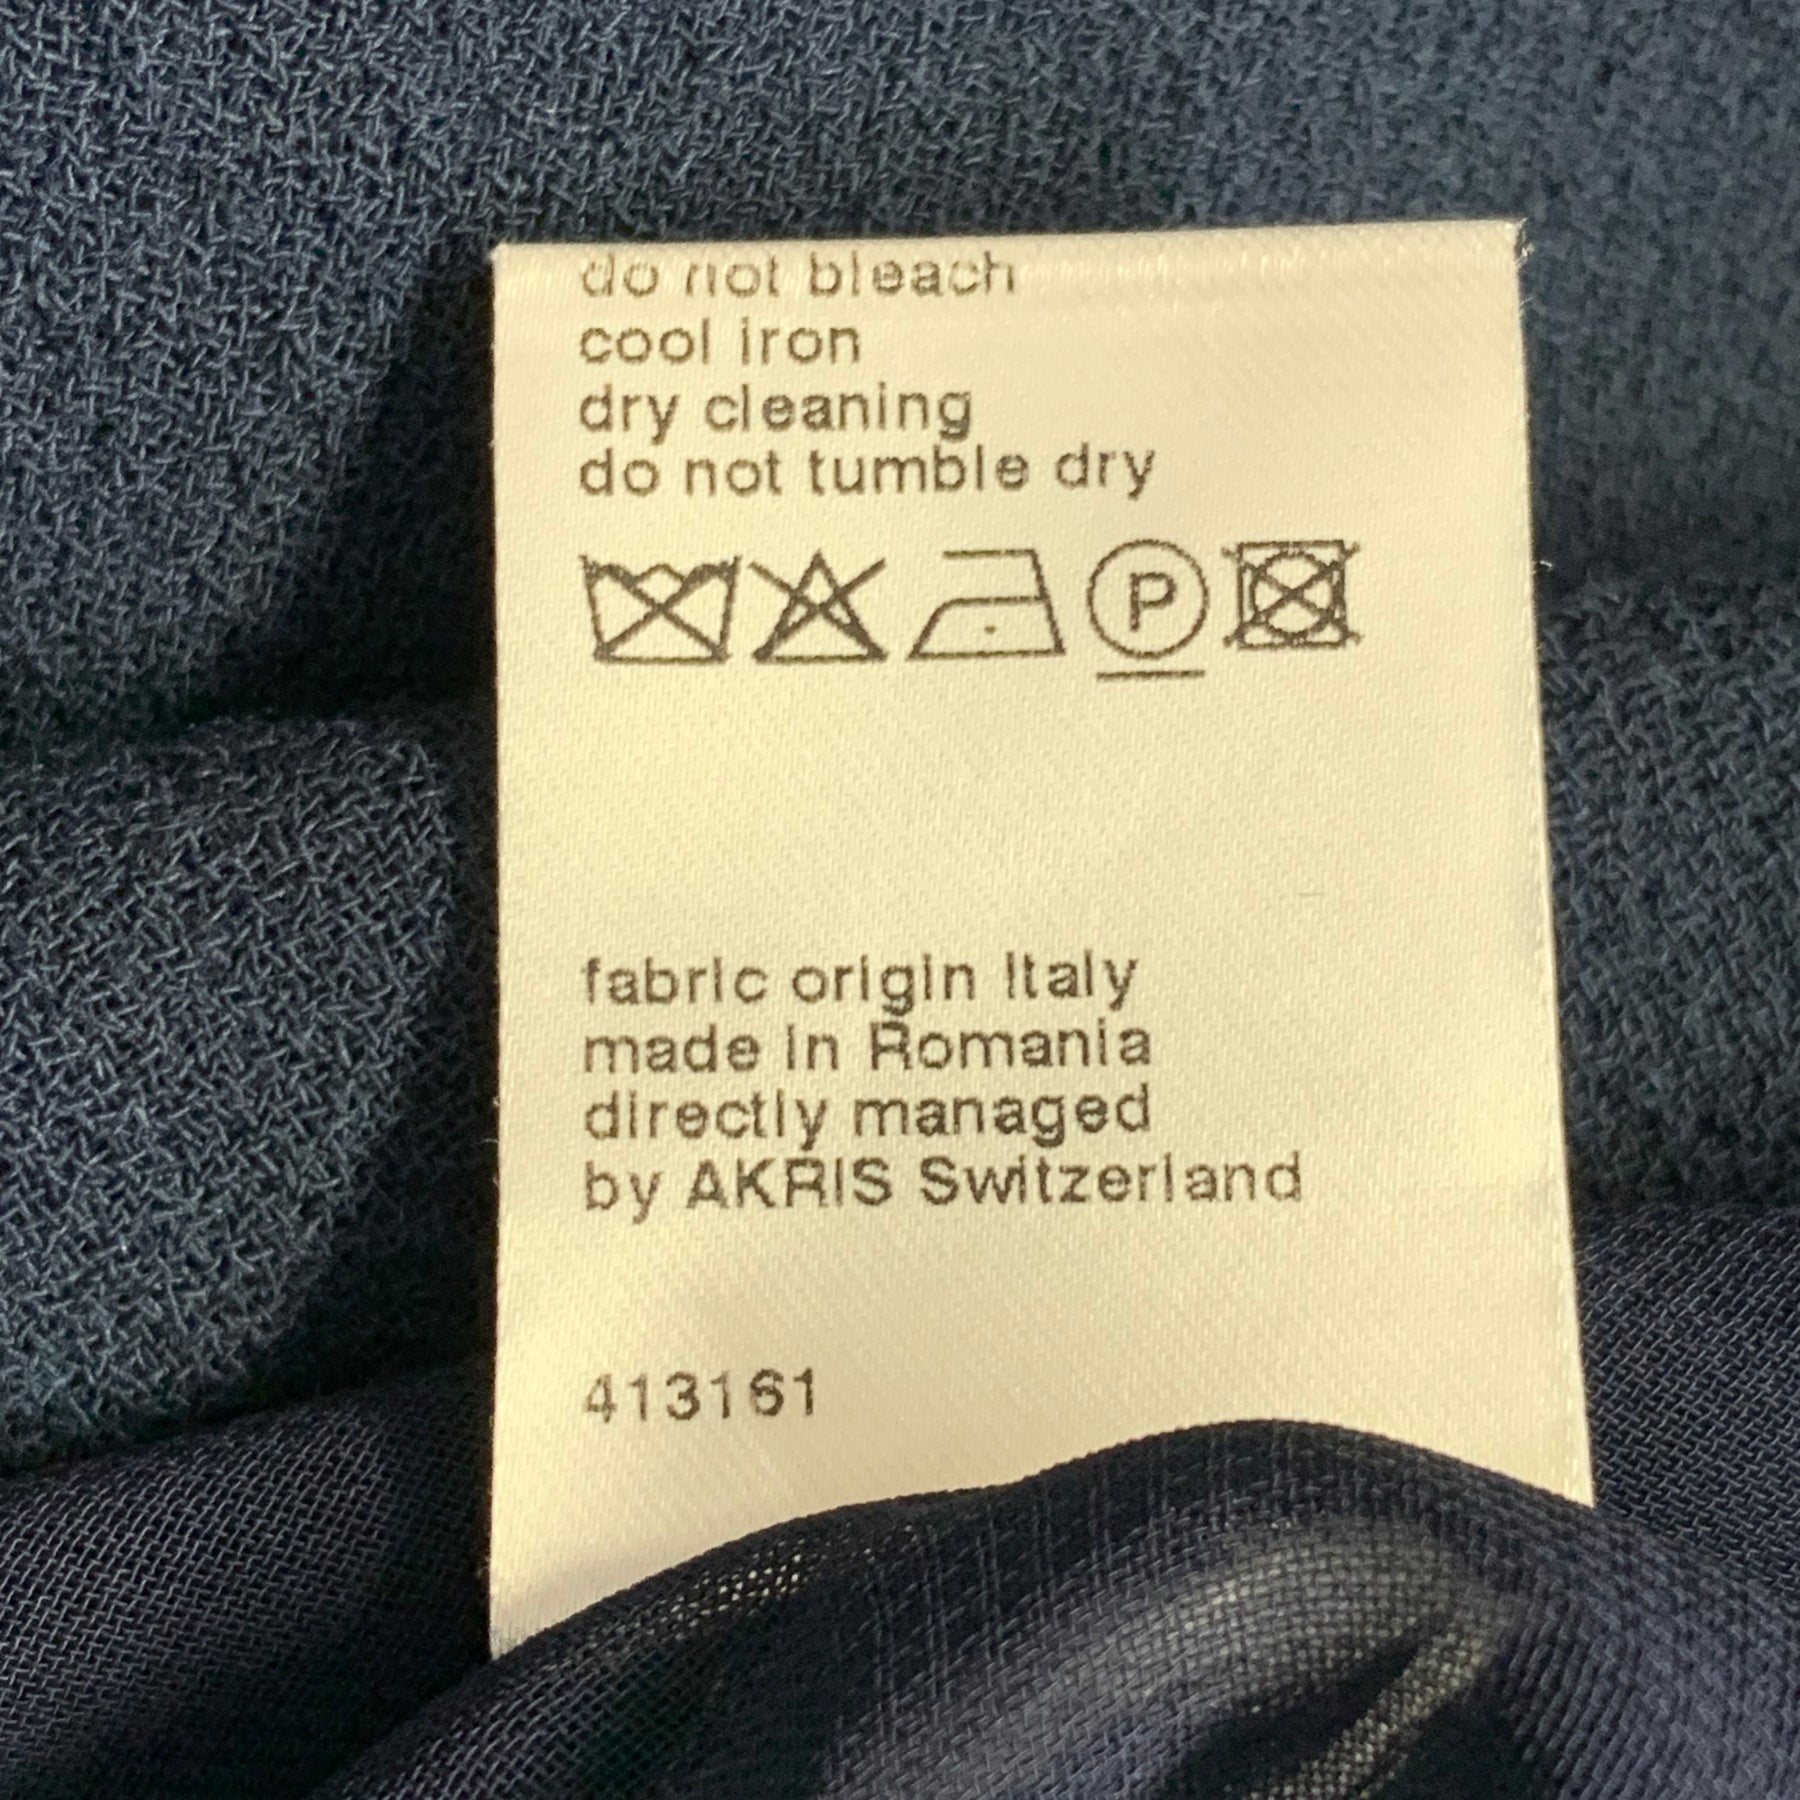 do not bleach
cool iron
dry cleaning
do not tumble dry
P
fabric origin Italy
made in Romania
directly managed
by AKRIS Switzerland
413161